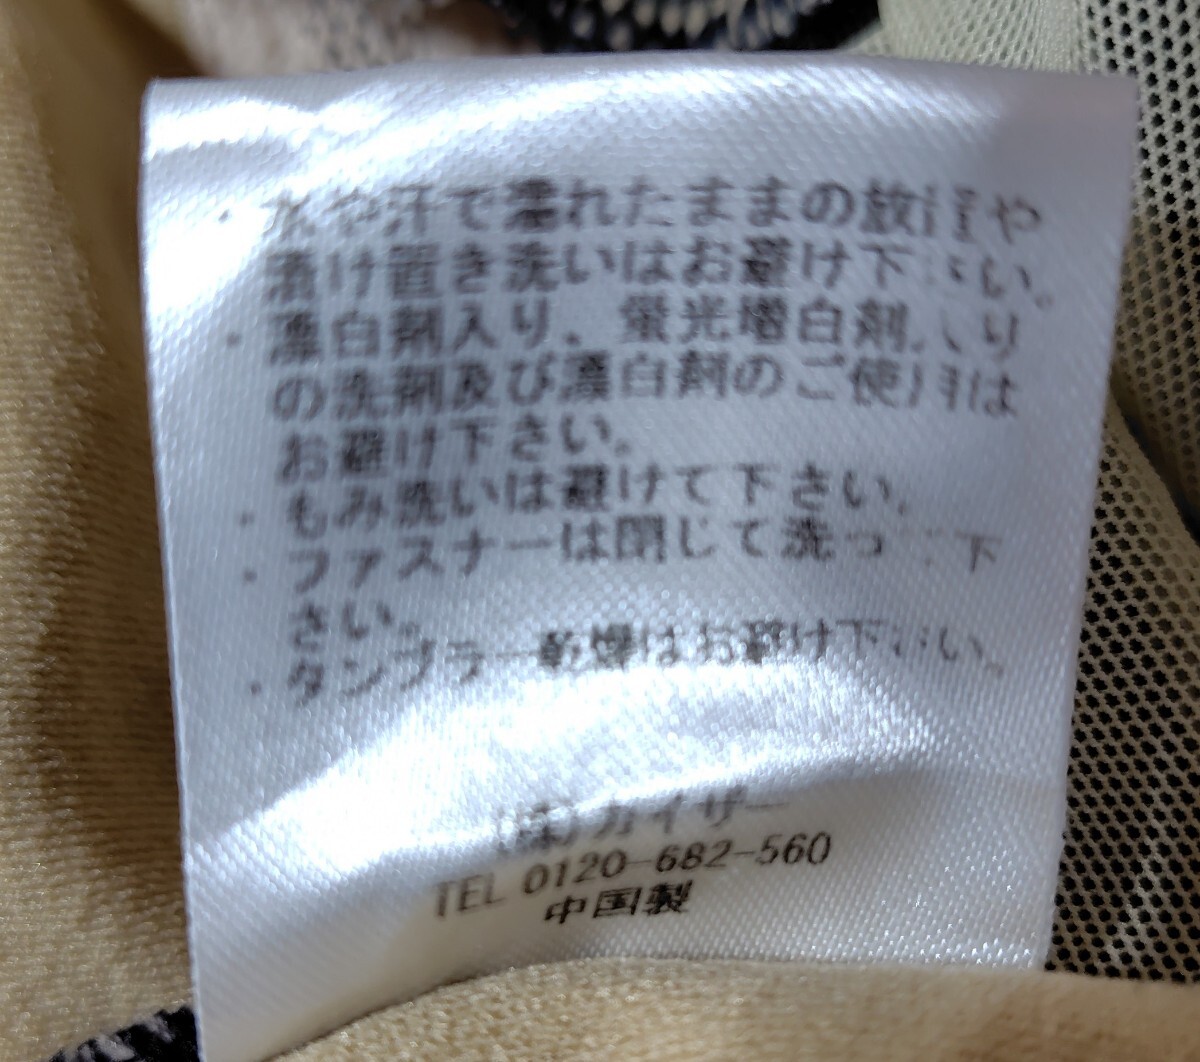 ・水や汗で濡れたままの放置や
漬け置き洗いはお避け下さい。
・漂白剤入り、蛍光増白剤入り
の洗剤及び漂白剤のご使用は
お避け下さい。
・もみ洗いは避けて下さい。
・ファスナーは閉じて洗って下
さい。
・タンブラー乾燥はお避け下さい。
(株)カイザー
TEL 0120-682-560
中国製